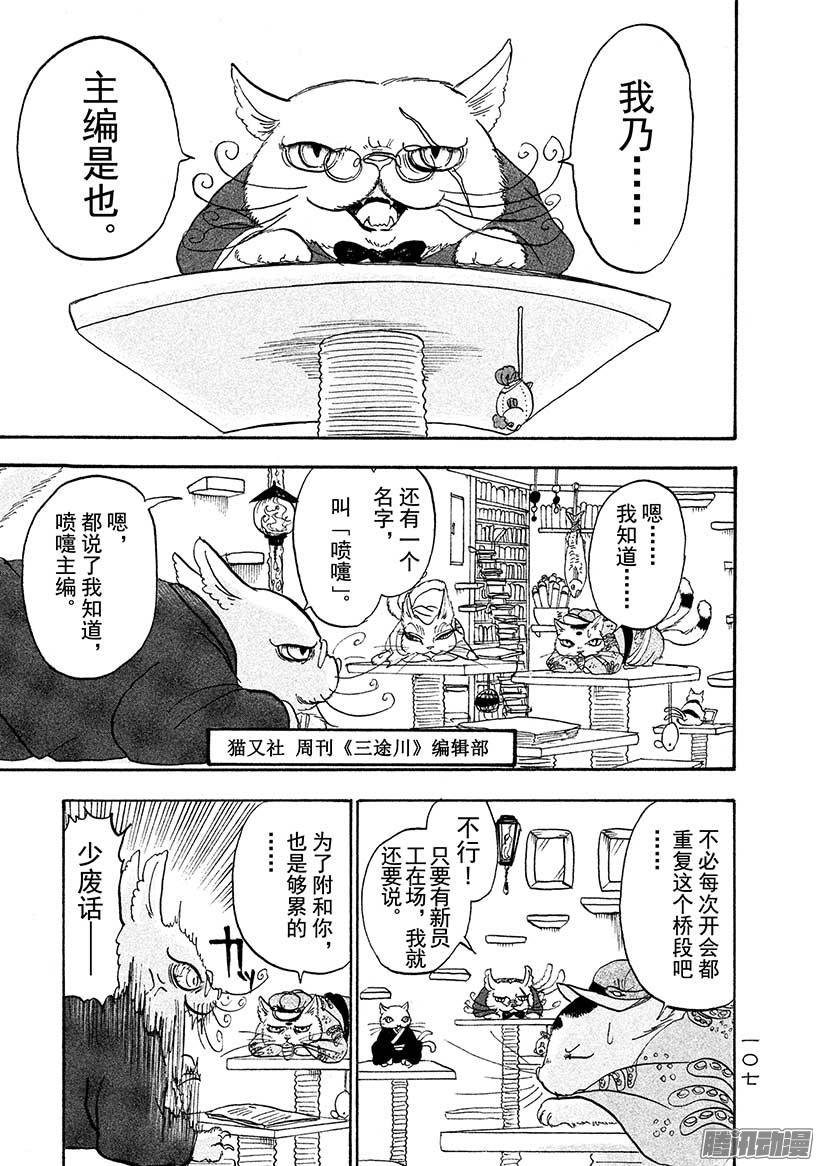 我乃……
主编是也。
嗯……
我知道
……
还有一个
名字，
叫「喷嚏」。
嗯，
都说了我知道，
喷嚏主编。
猫又社 周刊《三途川》编辑部
不必每次开会都
重复这个桥段吧
……
不行！
只要有新员
工在场，我就
还要说。
为了附和你，
也是够累的
……
少废话——
ガッ
一〇七
腾讯动漫